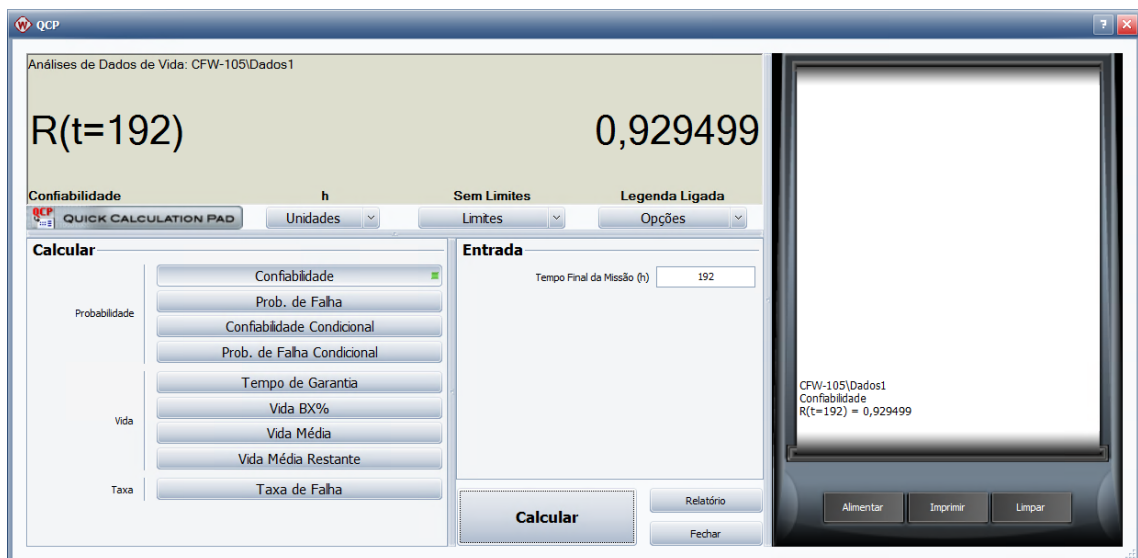 QCP
Análises de Dados de Vida: CFW-105\Dados1
R(t=192) 0,929499
Confiabilidade h Sem Limites Legenda Ligada
QCP QUICK CALCULATION PAD Unidades Limites Opções
Calcular
Probabilidade
Confiabilidade
Prob. de Falha
Confiabilidade Condicional
Prob. de Falha Condicional
Vida
Tempo de Garantia
Vida BX%
Vida Média
Vida Média Restante
Taxa
Taxa de Falha
Entrada
Tempo Final da Missão (h) 192
Calcular
Relatório
Fechar
CFW-105\Dados1
Confiabilidade
R(t=192) = 0,929499
Alimentar Imprimir Limpar